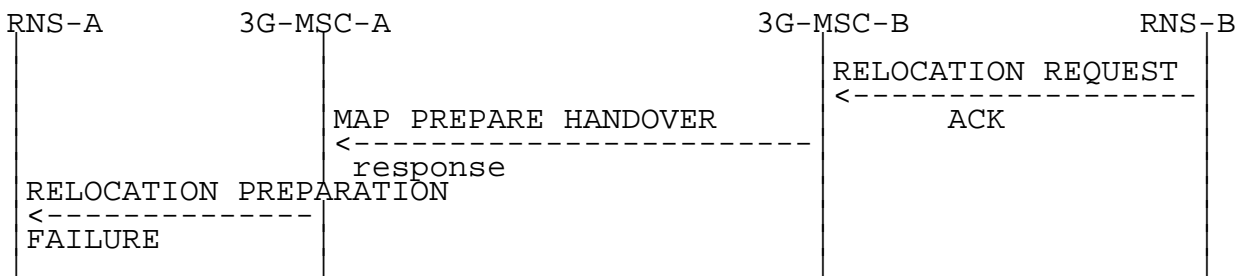 RNS-A 3G-MSC-A 3G-MSC-B RNS-B
RELOCATION REQUEST
ACK
MAP PREPARE HANDOVER
response
RELOCATION PREPARATION
FAILURE